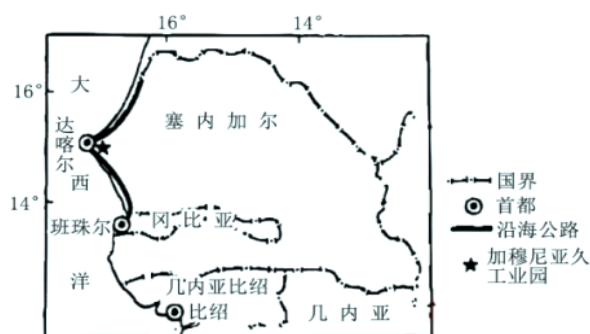 16° 14°
16°
大
达
喀
尔
塞内加尔
西
14°
班珠尔
冈比亚
洋
几内亚比绍
比绍
几内亚
国界
首都
沿海公路
加穆尼亚久
工业园